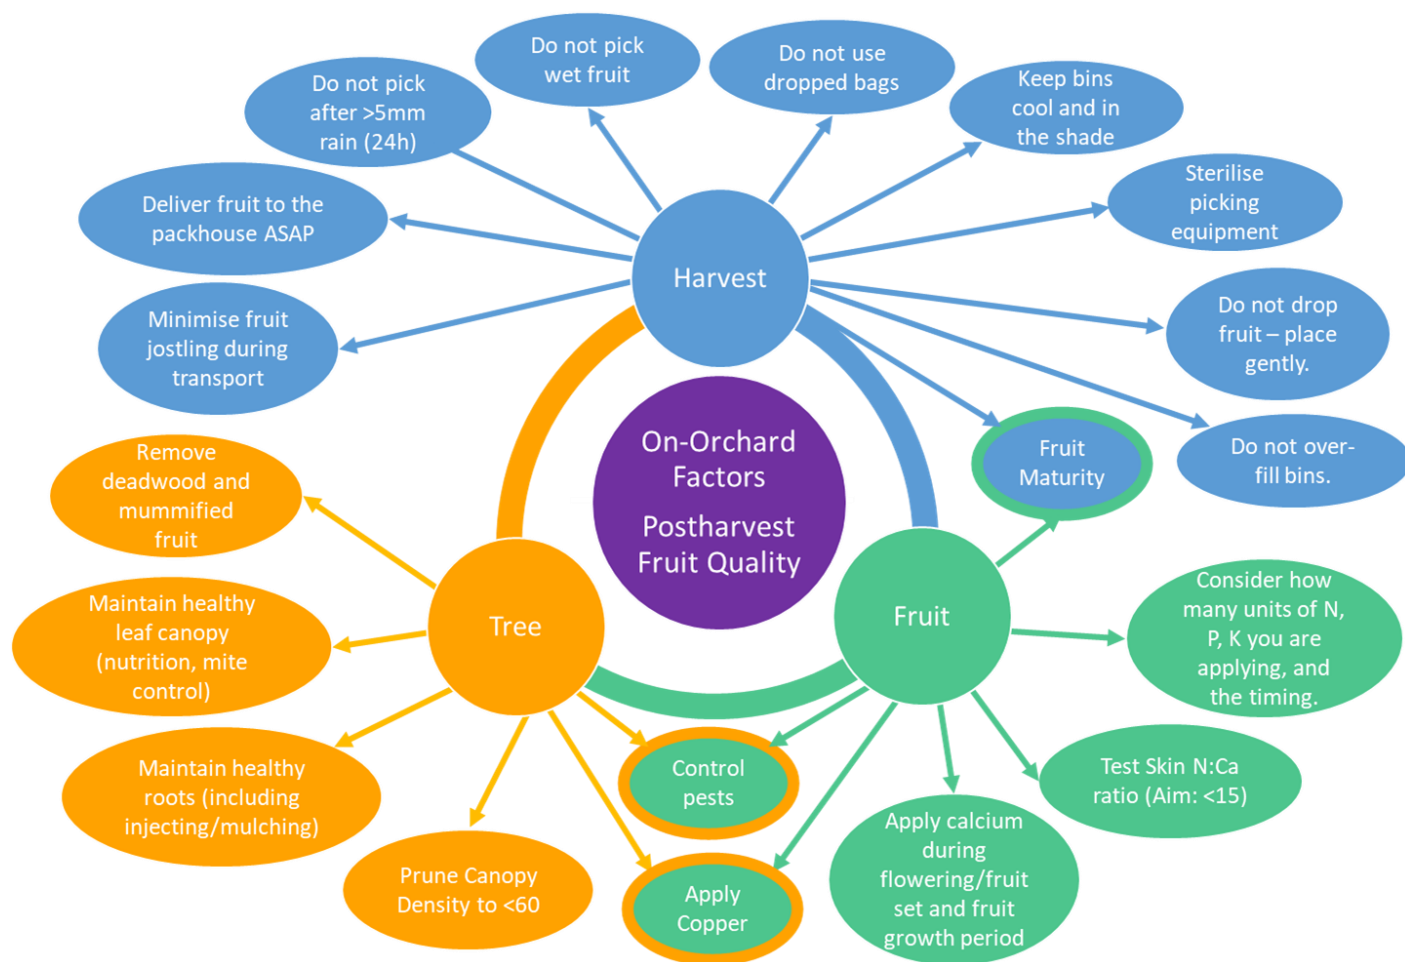 Do not pick
wet fruit
Do not use
dropped bags
Do not pick
after >5mm
rain (24h)
Keep bins
cool and in
the shade
Deliver fruit to the
packhouse ASAP
Sterilise
picking
equipment
Harvest
Minimise fruit
jostling during
transport
Do not drop
fruit – place
gently.
On-Orchard
Factors
Postharvest
Fruit Quality
Fruit
Maturity
Do not over-
fill bins.
Remove
deadwood and
mummified
fruit
Tree
Fruit
Maintain healthy
leaf canopy
(nutrition, mite
control)
Consider how
many units of N,
P, K you are
applying, and
the timing.
Maintain healthy
roots (including
injecting/mulching)
Control
pests
Test Skin N:Ca
ratio (Aim: <15)
Prune Canopy
Density to <60
Apply
Copper
Apply calcium
during
flowering/fruit
set and fruit
growth period